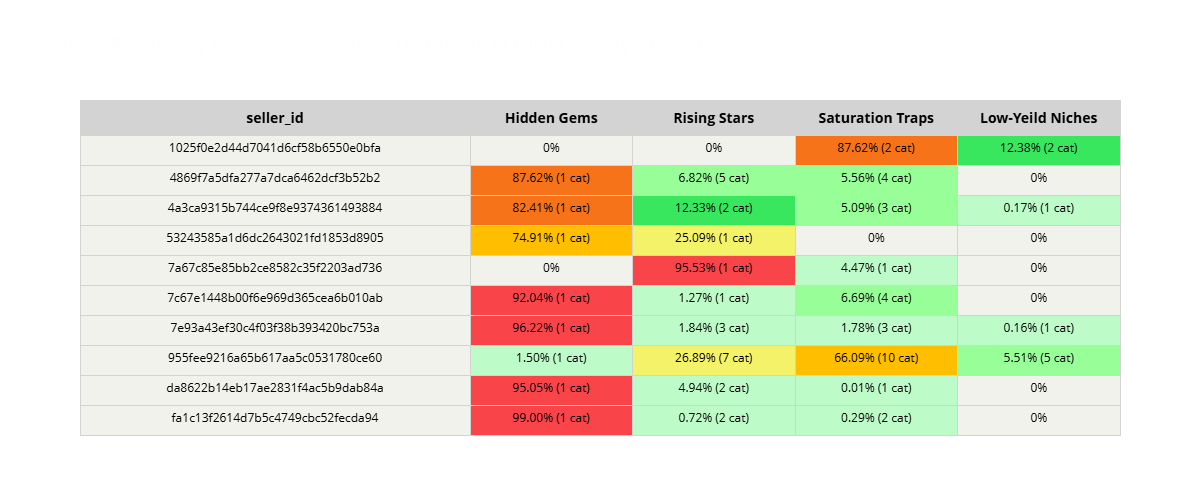 seller_id Hidden Gems Rising Stars Saturation Traps Low-Yeild Niches
1025f0e2d44d7041d6cf58b6550e0bfa 0% 0% 87.62% (2 cat) 12.38% (2 cat)
4869f7a5dfa277a7dca6462dcf3b52b2 87.62% (1 cat) 6.82% (5 cat) 5.56% (4 cat) 0%
4a3ca9315b744ce9f8e9374361493884 82.41% (1 cat) 12.33% (2 cat) 5.09% (3 cat) 0.17% (1 cat)
53243585a1d6dc2643021fd1853d8905 74.91% (1 cat) 25.09% (1 cat) 0% 0%
7a67c85e85bb2ce8582c35f2203ad736 0% 95.53% (1 cat) 4.47% (1 cat) 0%
7c67e1448b00f6e969d365cea6b010ab 92.04% (1 cat) 1.27% (1 cat) 6.69% (4 cat) 0%
7e93a43ef30c4f03f38b393420bc753a 96.22% (1 cat) 1.84% (3 cat) 1.78% (3 cat) 0.16% (1 cat)
955fee9216a65b617aa5c0531780ce60 1.50% (1 cat) 26.89% (7 cat) 66.09% (10 cat) 5.51% (5 cat)
da8622b14eb17ae2831f4ac5b9dab84a 95.05% (1 cat) 4.94% (2 cat) 0.01% (1 cat) 0%
fa1c13f2614d7b5c4749cbc52fecda94 99.00% (1 cat) 0.72% (2 cat) 0.29% (2 cat) 0%